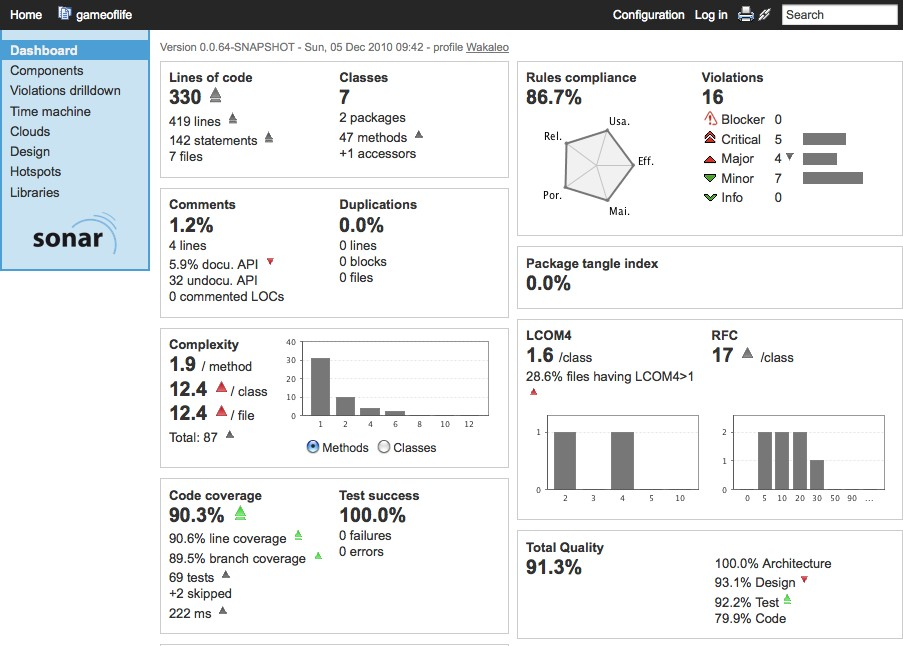 Home gameoflife Configuration Log in Search
Dashboard
Components
Violations drilldown
Time machine
Clouds
Design
Hotspots
Libraries
sonar
Version 0.0.64-SNAPSHOT - Sun, 05 Dec 2010 09:42 - profile Wakaleo
Lines of code
330
419 lines
142 statements
7 files
Classes
7
2 packages
47 methods
+1 accessors
Comments
1.2%
4 lines
5.9% docu. API
32 undocu. API
0 commented LOCs
Duplications
0.0%
0 lines
0 blocks
0 files
Complexity
1.9 / method
12.4 / class
12.4 / file
Total: 87
40
30
20
10
0
1 2 4 6 8 10 12
Methods Classes
Code coverage
90.3%
90.6% line coverage
89.5% branch coverage
69 tests
+2 skipped
222 ms
Test success
100.0%
0 failures
0 errors
Rules compliance
86.7%
Usa.
Rel.
Eff.
Por.
Mai.
Violations
16
Blocker 0
Critical 5
Major 4
Minor 7
Info 0
Package tangle index
0.0%
LCOM4
1.6 /class
28.6% files having LCOM4>1
1
0
2 3 4 5 10
RFC
17 /class
2
1
0
0 5 10 20 30 50 90 ...
Total Quality
91.3%
100.0% Architecture
93.1% Design
92.2% Test
79.9% Code